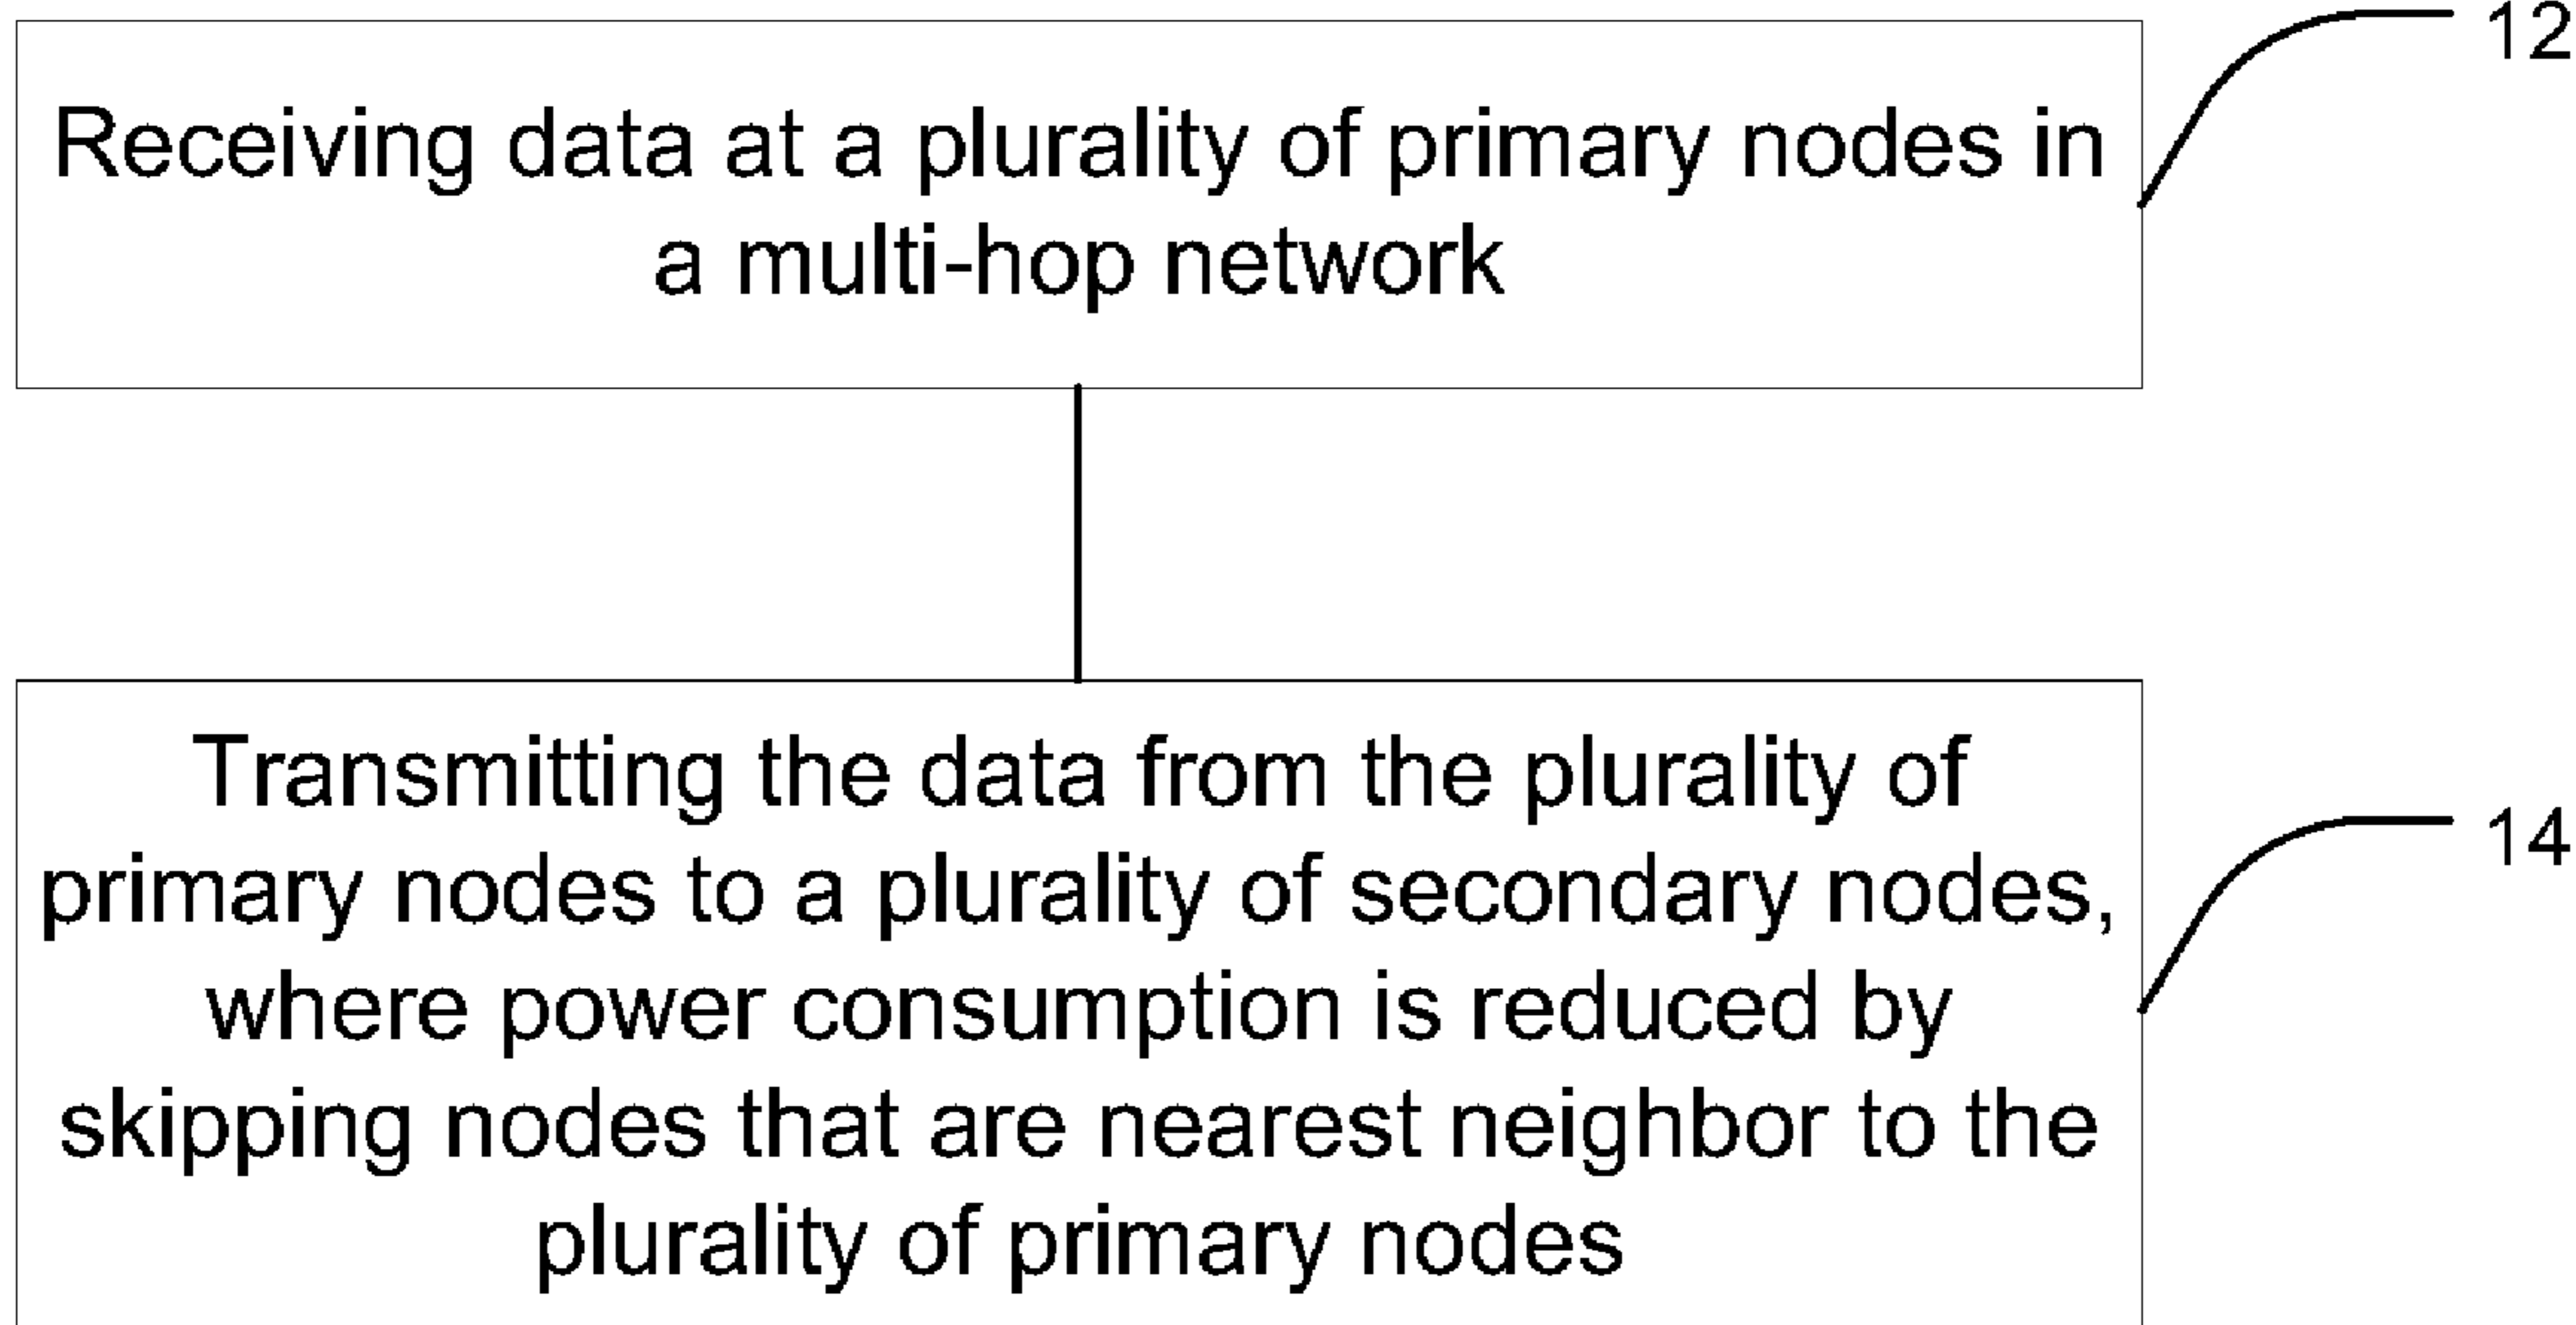 12
Receiving data at a plurality of primary nodes in
a multi-hop network
Transmitting the data from the plurality of
primary nodes to a plurality of secondary nodes,
14
where power consumption is reduced by
skipping nodes that are nearest neighbor to the
plurality of primary nodes